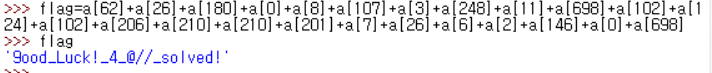 >>> flag=a[62]+a[26]+a[180]+a[0]+a[8]+a[107]+a[3]+a[248]+a[11]+a[698]+a[102]+a[1
24]+a[102]+a[206]+a[210]+a[210]+a[201]+a[7]+a[26]+a[6]+a[2]+a[146]+a[0]+a[698]
>>> flag
'9ood_Luck!_4_@//_solved!'
>>>